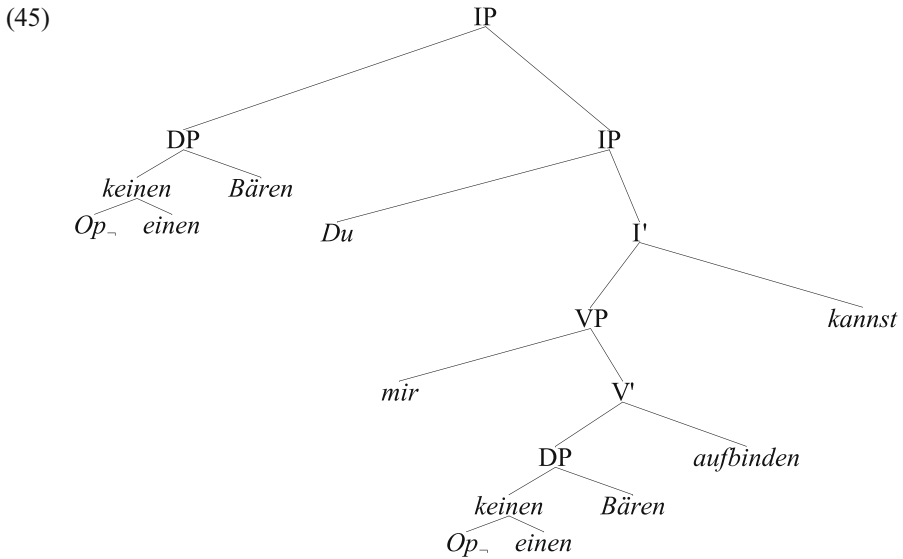 (45) IP
DP IP
keinen Bären
Op¬ einen Du I'
VP kannst
mir V'
DP aufbinden
keinen Bären
Op¬ einen